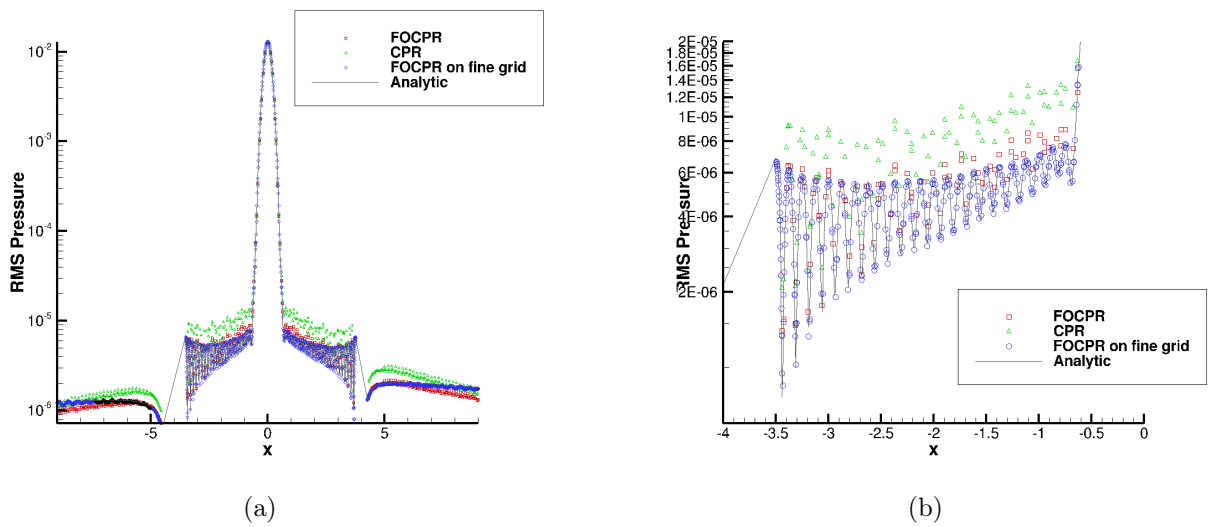 FOCPR
CPR
FOCPR on fine grid
Analytic
RMS Pressure
10-2
10-3
10-4
10-5
10-6
-5
0
5
x
(a)
RMS Pressure
2E-05
1.8E-05
1.6E-05
1.4E-05
1.2E-05
1E-05
8E-06
6E-06
4E-06
2E-06
-4
-3.5
-3
-2.5
-2
-1.5
-1
-0.5
0
x
FOCPR
CPR
FOCPR on fine grid
Analytic
(b)